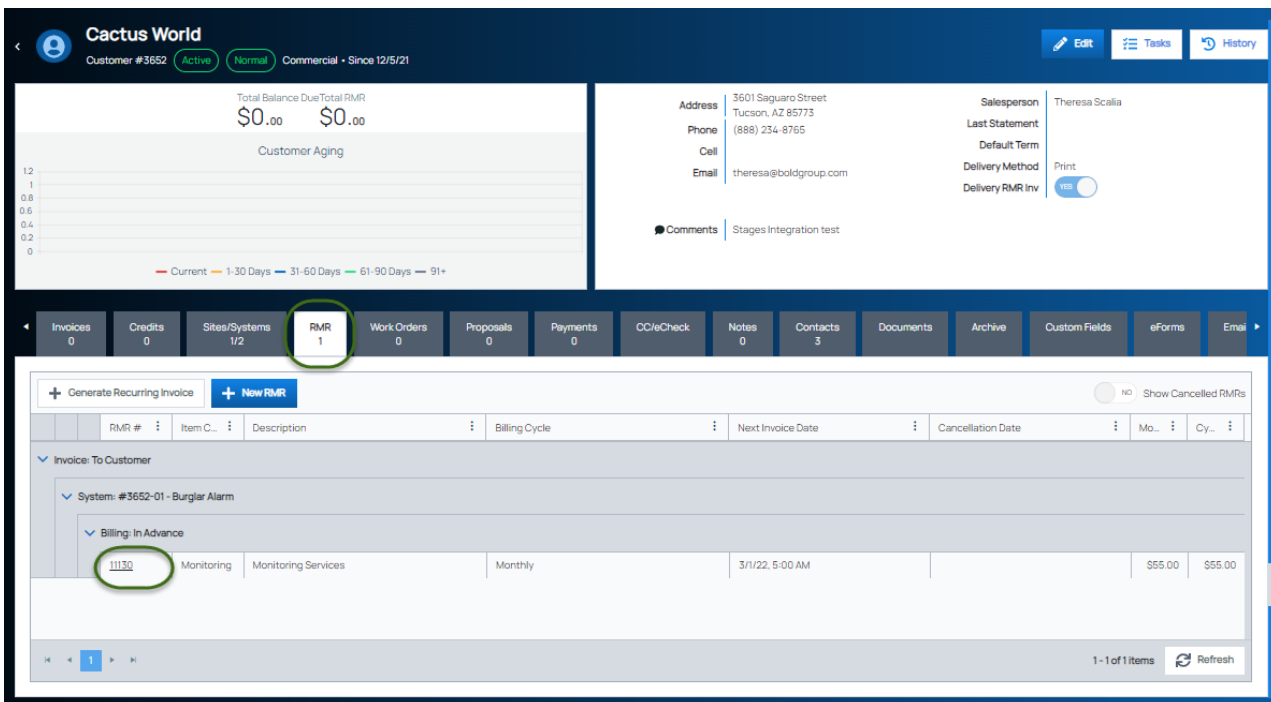 Cactus World
Customer #3652 Active Normal Commercial • Since 12/5/21
Edit Tasks History
Total Balance Due Total RMR
$0.00 $0.00
Customer Aging
1.2
1
0.8
0.6
0.4
0.2
0
Current 1-30 Days 31-60 Days 61-90 Days 91+
Address 3601 Saguaro Street
Tucson, AZ 85773
Phone (888) 234-8765
Cell
Email theresa@boldgroup.com
Comments Stages Integration test
Salesperson Theresa Scalia
Last Statement
Default Term
Delivery Method Print
Delivery RMR Inv YES
Invoices Credits Sites/Systems RMR Work Orders Proposals Payments CC/eCheck Notes Contacts Documents Archive Custom Fields eForms Emai
0 0 1/2 1 0 0 0 0 3
Generate Recurring Invoice New RMR NO Show Cancelled RMRs
RMR # Item C... Description Billing Cycle Next Invoice Date Cancellation Date Mo... Cy...
Invoice: To Customer
System: #3652-01 - Burglar Alarm
Billing: In Advance
11130 Monitoring Monitoring Services Monthly 3/1/22, 5:00 AM $55.00 $55.00
1 1 - 1 of 1 items Refresh